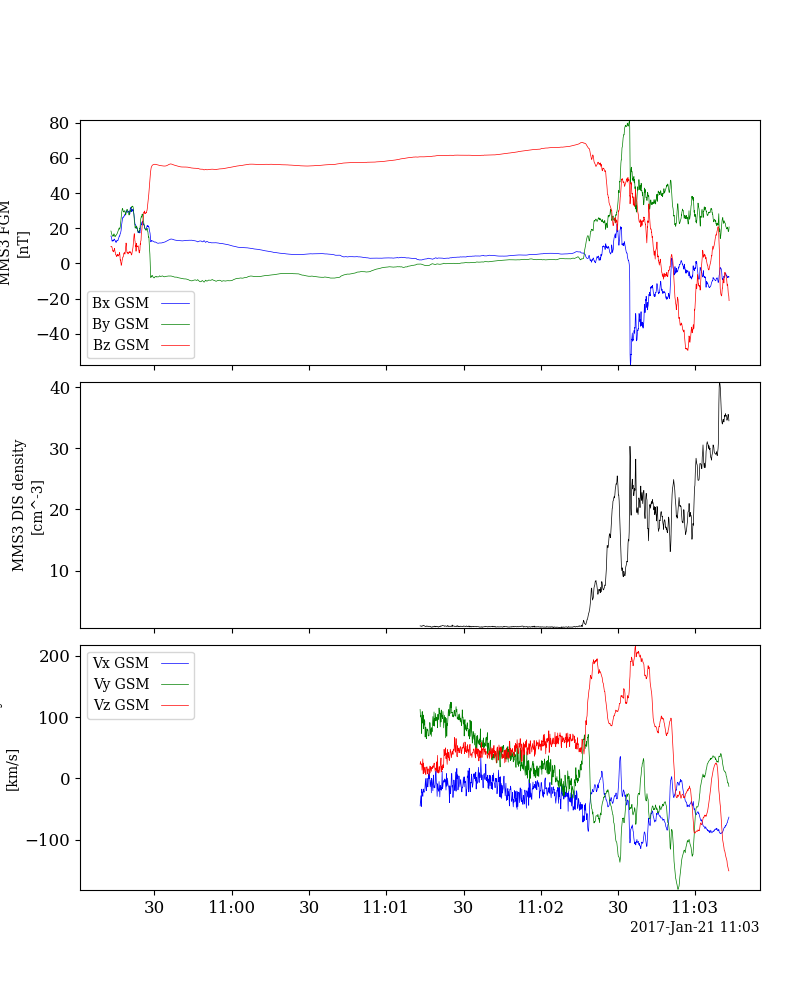 80
60
40
20
0
−20
−40
MMS3 FGM
[nT]
Bx GSM
By GSM
Bz GSM
40
30
20
10
MMS3 DIS density
[cm^-3]
200
100
0
−100
[km/s]
Vx GSM
Vy GSM
Vz GSM
30 11:00 30 11:01 30 11:02 30 11:03
2017-Jan-21 11:03